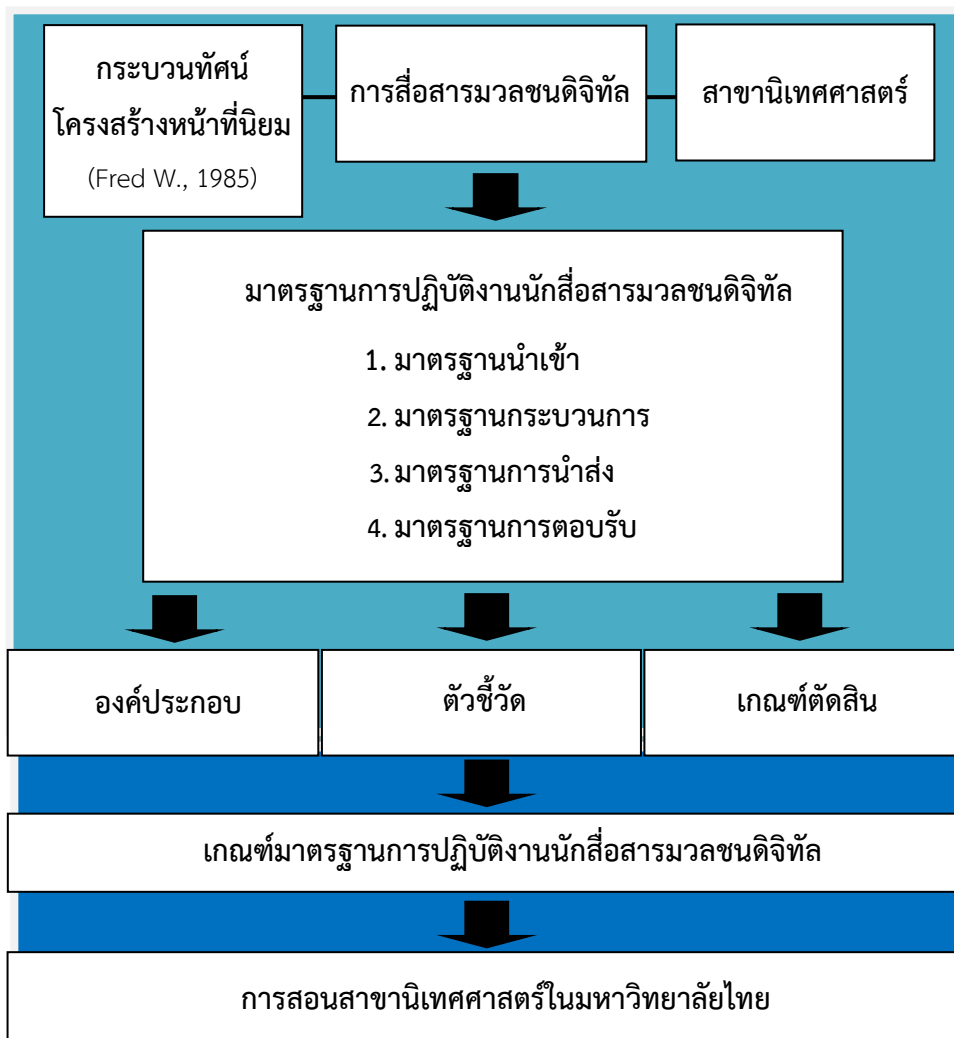 กระบวนทัศน์
โครงสร้างหน้าที่นิยม
(Fred W., 1985)
การสื่อสารมวลชนดิจิทัล
สาขานิเทศศาสตร์
มาตรฐานการปฏิบัติงานนักสื่อสารมวลชนดิจิทัล
1. มาตรฐานนำเข้า
2. มาตรฐานกระบวนการ
3. มาตรฐานการนำส่ง
4. มาตรฐานการตอบรับ
องค์ประกอบ
ตัวชี้วัด
เกณฑ์ตัดสิน
เกณฑ์มาตรฐานการปฏิบัติงานนักสื่อสารมวลชนดิจิทัล
การสอนสาขานิเทศศาสตร์ในมหาวิทยาลัยไทย